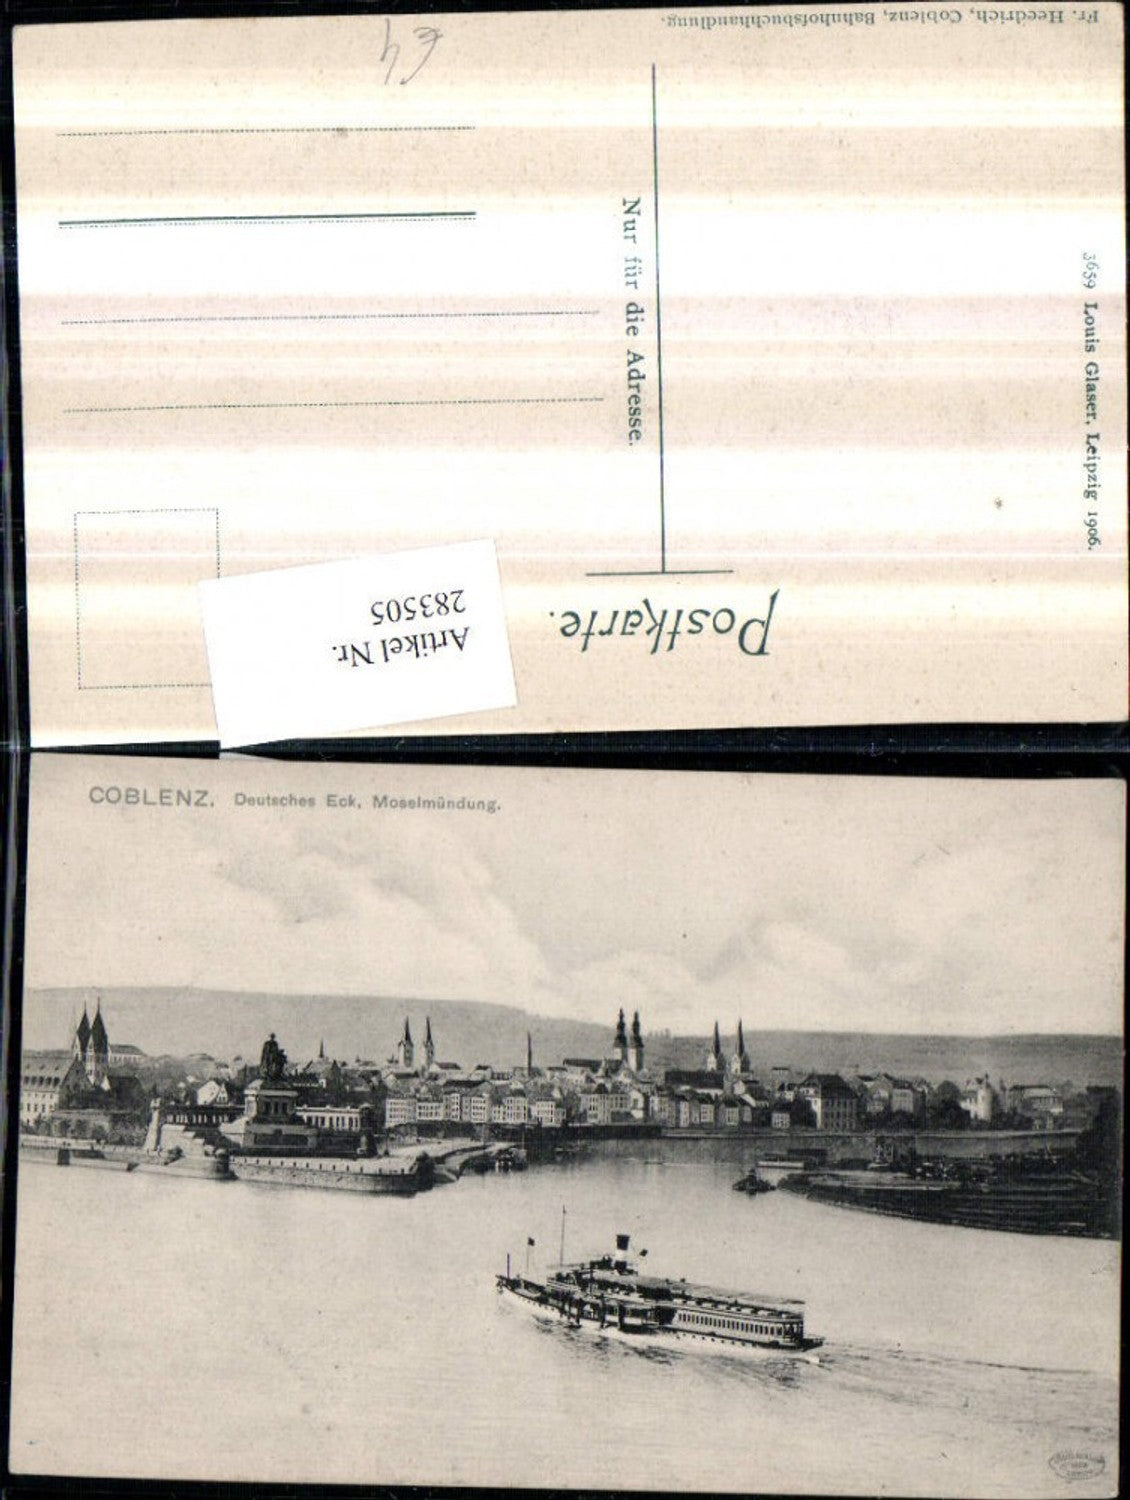 Fr. Heedrich, Coblenz, Bahnhofsbuchhandlung.
€4
Nur für die Adresse.
3659 Louis Glaser, Leipzig 1906.
Postkarte.
Artikel Nr.
283505
COBLENZ. Deutsches Eck, Moselmündung.